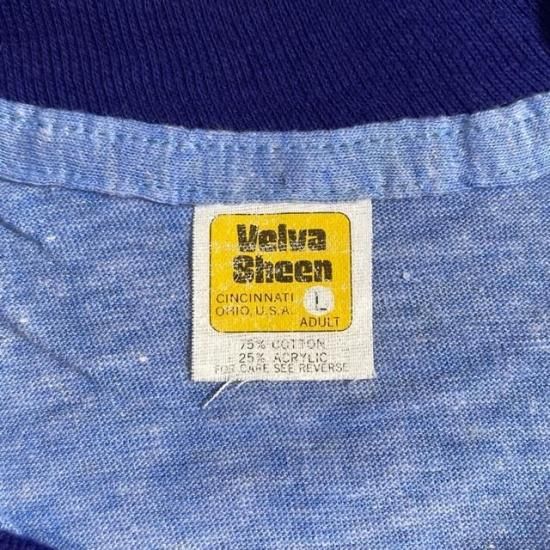 Velva
Sheen
CINCINNATI
OHIO, U.S.A.
L
ADULT
75% COTTON
25% ACRYLIC
FOR CARE SEE REVERSE